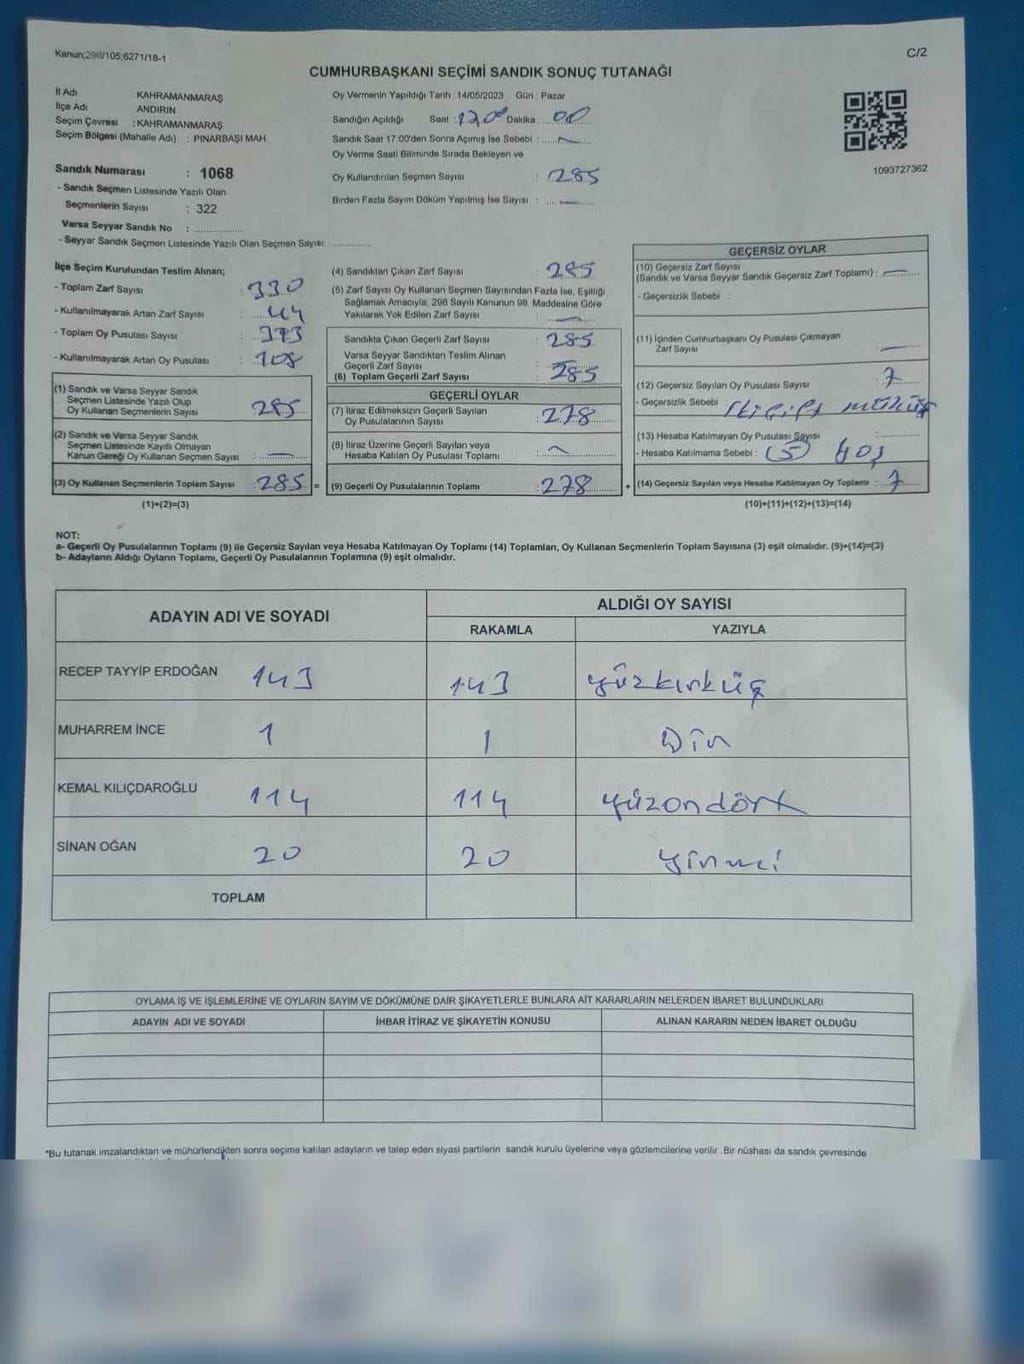 Kanun;298/105;6271/18-1
C/2
CUMHURBAŞKANI SEÇİMİ SANDIK SONUÇ TUTANAĞI
İl Adı : KAHRAMANMARAŞ
İlçe Adı ANDIRIN
Seçim Çevresi : KAHRAMANMARAŞ
Seçim Bölgesi (Mahalle Adı) : PINARBAŞI MAH.
Sandık Numarası : 1068
- Sandık Seçmen Listesinde Yazılı Olan
Seçmenlerin Sayısı : 322
Varsa Seyyar Sandık No :
- Seyyar Sandık Seçmen Listesinde Yazılı Olan Seçmen Sayısı:
Oy Vermenin Yapıldığı Tarih : 14/05/2023 Gün : Pazar
Sandığın Açıldığı Saat : Dakika : 00
Sandık Saat 17:00'den Sonra Açımış İse Sebebi :
Oy Verme Saati Bitiminde Sırada Bekleyen ve
Oy Kullandırılan Seçmen Sayısı : 285
Birden Fazla Sayım Döküm Yapılmış İse Sayısı :
1093727362
İlçe Seçim Kurulundan Teslim Alınan;
- Toplam Zarf Sayısı : 330
- Kullanılmayarak Artan Zarf Sayısı : 44
- Toplam Oy Pusulası Sayısı : 393
- Kullanılmayarak Artan Oy Pusulası : 108
(1) Sandık ve Varsa Seyyar Sandık
Seçmen Listesinde Yazılı Olup
Oy Kullanan Seçmenlerin Sayısı 285
(2) Sandık ve Varsa Seyyar Sandık
Seçmen Listesinde Kayıtlı Olmayan
Kanun Gereği Oy Kullanan Seçmen Sayısı :
(3) Oy Kullanan Seçmenlerin Toplam Sayısı : 285 =
(1)+(2)=(3)
(4) Sandıktan Çıkan Zarf Sayısı : 285
(5) Zarf Sayısı Oy Kullanan Seçmen Sayısından Fazla İse, Eşitliği
Sağlamak Amacıyla, 298 Sayılı Kanunun 98. Maddesine Göre
Yakılarak Yok Edilen Zarf Sayısı :
Sandıkta Çıkan Geçerli Zarf Sayısı : 285
Varsa Seyyar Sandıktan Teslim Alınan
Geçerli Zarf Sayısı :
(6) Toplam Geçerli Zarf Sayısı 285
GEÇERLİ OYLAR
(7) İtiraz Edilmeksizin Geçerli Sayılan
Oy Pusulasının Sayısı : 278
(8) İtiraz Üzerine Geçerli Sayılan veya
Hesaba Katılan Oy Pusulası Toplamı :
(9) Geçerli Oy Pusulalarının Toplamı : 278 +
GEÇERSİZ OYLAR
(10) Geçersiz Zarf Sayısı
(Sandık ve Varsa Seyyar Sandık Geçersiz Zarf Toplamı) :
- Geçersizlik Sebebi :
(11) İçinden Cumhurbaşkanı Oy Pusulası Çıkmayan
Zarf Sayısı :
(12) Geçersiz Sayılan Oy Pusulası Sayısı : 7
- Geçersizlik Sebebi
(13) Hesaba Katılmayan Oy Pusulası Sayısı :
- Hesaba Katılmama Sebebi : (5) boş
(14) Geçersiz Sayılan veya Hesaba Katılmayan Oy Toplamı : 7
(10)+(11)+(12)+(13)=(14)
NOT:
a- Geçerli Oy Pusulalarının Toplamı (9) ile Geçersiz Sayılan veya Hesaba Katılmayan Oy Toplamı (14) Toplamları, Oy Kullanan Seçmenlerin Toplam Sayısına (3) eşit olmalıdır. (9)+(14)=(3)
b- Adayların Aldığı Oyların Toplamı, Geçerli Oy Pusulalarının Toplamına (9) eşit olmalıdır.
ADAYIN ADI VE SOYADI
ALDIĞI OY SAYISI
RAKAMLA YAZIYLA
RECEP TAYYİP ERDOĞAN 143 143 yüzkırküç
MUHARREM İNCE 1 1 Bir
KEMAL KILIÇDAROĞLU 114 114 yüzondört
SİNAN OĞAN 20 20 yirmi
TOPLAM
OYLAMA İŞ VE İŞLEMLERİNE VE OYLARIN SAYIM VE DÖKÜMÜNE DAİR ŞİKAYETLERLE BUNLARA AİT KARARLARIN NELERDEN İBARET BULUNDUKLARI
ADAYIN ADI VE SOYADI İHBAR İTİRAZ VE ŞİKAYETİN KONUSU ALINAN KARARIN NEDEN İBARET OLDUĞU
*Bu tutanak imzalandıktan ve mühürlendikten sonra seçime katılan adayların ve talep eden siyasi partilerin sandık kurulu üyelerine veya gözlemcilerine verilir .Bir nüshası da sandık çevresinde